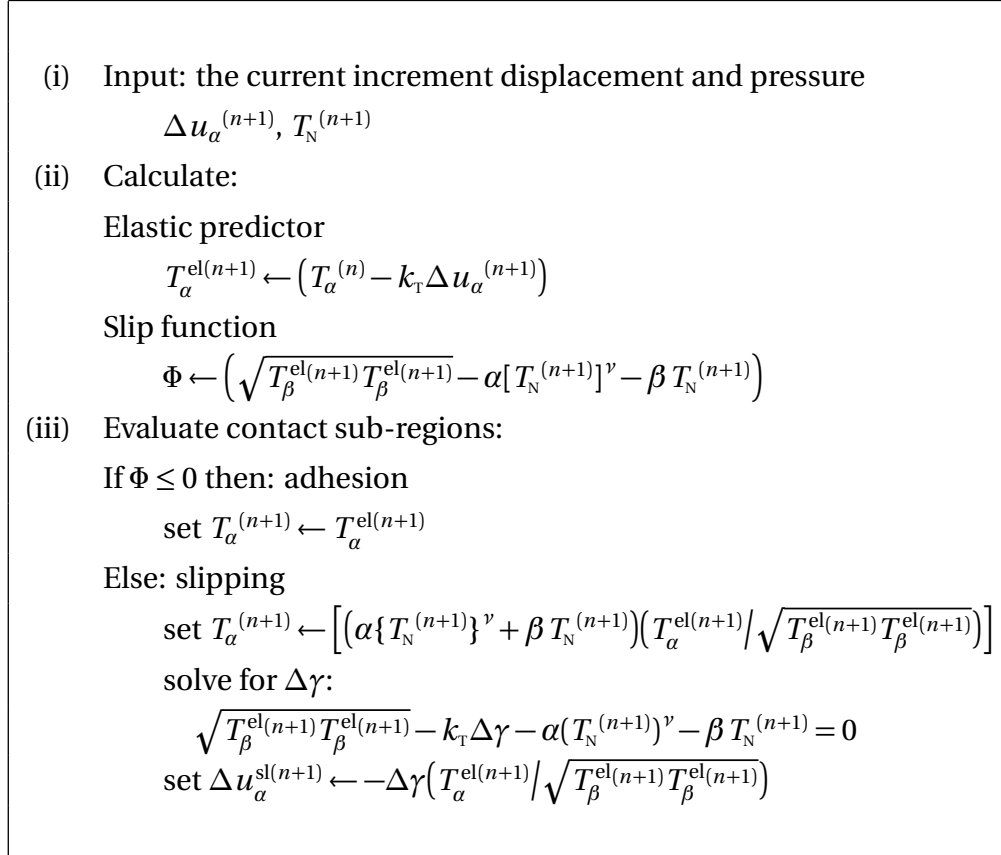 (i) Input: the current increment displacement and pressure
Δu_α^(n+1), T_N^(n+1)
(ii) Calculate:
Elastic predictor
T_α^el(n+1) ← (T_α^(n) − k_T Δu_α^(n+1))
Slip function
Φ ← (√(T_β^el(n+1) T_β^el(n+1)) − α[T_N^(n+1)]^ν − β T_N^(n+1))
(iii) Evaluate contact sub-regions:
If Φ ≤ 0 then: adhesion
set T_α^(n+1) ← T_α^el(n+1)
Else: slipping
set T_α^(n+1) ← [(α{T_N^(n+1)}^ν + β T_N^(n+1))(T_α^el(n+1)/√(T_β^el(n+1) T_β^el(n+1)))]
solve for Δγ:
√(T_β^el(n+1) T_β^el(n+1)) − k_T Δγ − α(T_N^(n+1))^ν − β T_N^(n+1) = 0
set Δu_α^sl(n+1) ← −Δγ(T_α^el(n+1)/√(T_β^el(n+1) T_β^el(n+1)))